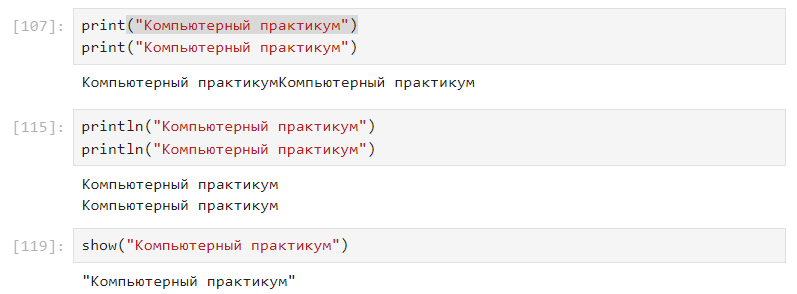 [107]: print("Компьютерный практикум")
print("Компьютерный практикум")
Компьютерный практикумКомпьютерный практикум
[115]: println("Компьютерный практикум")
println("Компьютерный практикум")
Компьютерный практикум
Компьютерный практикум
[119]: show("Компьютерный практикум")
"Компьютерный практикум"